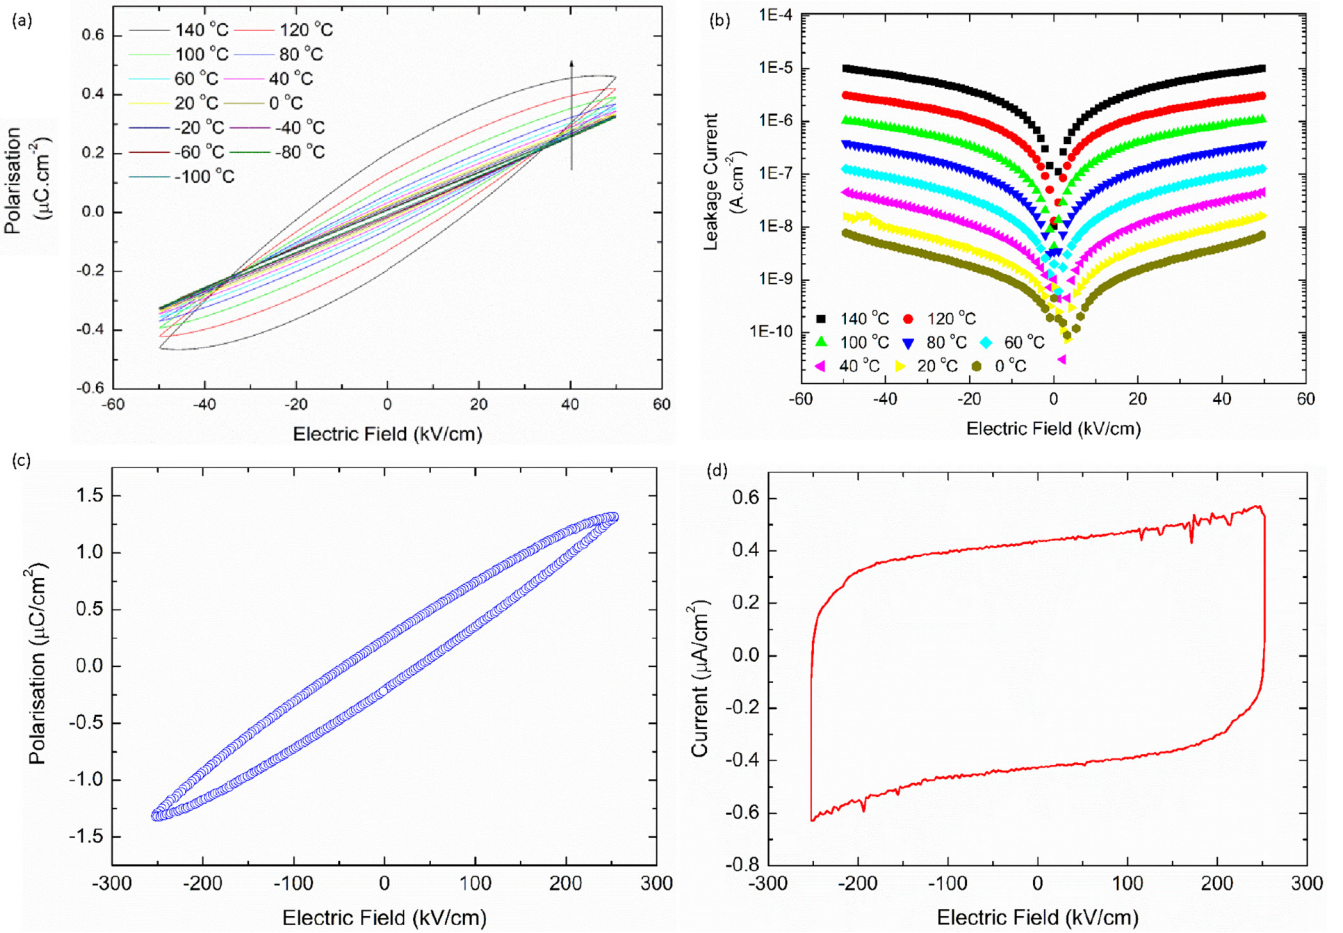 (a)
0.6
0.4
0.2
0.0
-0.2
-0.4
-0.6
Polarisation
(μC.cm-2)
140 °C 120 °C
100 °C 80 °C
60 °C 40 °C
20 °C 0 °C
-20 °C -40 °C
-60 °C -80 °C
-100 °C
-60 -40 -20 0 20 40 60
Electric Field (kV/cm)
(b)
1E-4
1E-5
1E-6
1E-7
1E-8
1E-9
1E-10
Leakage Current
(A.cm-2)
140 °C 120 °C
100 °C 80 °C 60 °C
40 °C 20 °C 0 °C
-60 -40 -20 0 20 40 60
Electric Field (kV/cm)
(c)
1.5
1.0
0.5
0.0
-0.5
-1.0
-1.5
Polarisation (μC/cm2)
-300 -200 -100 0 100 200 300
Electric Field (kV/cm)
(d)
0.6
0.4
0.2
0.0
-0.2
-0.4
-0.6
-0.8
Current (μA/cm2)
-300 -200 -100 0 100 200 300
Electric Field (kV/cm)